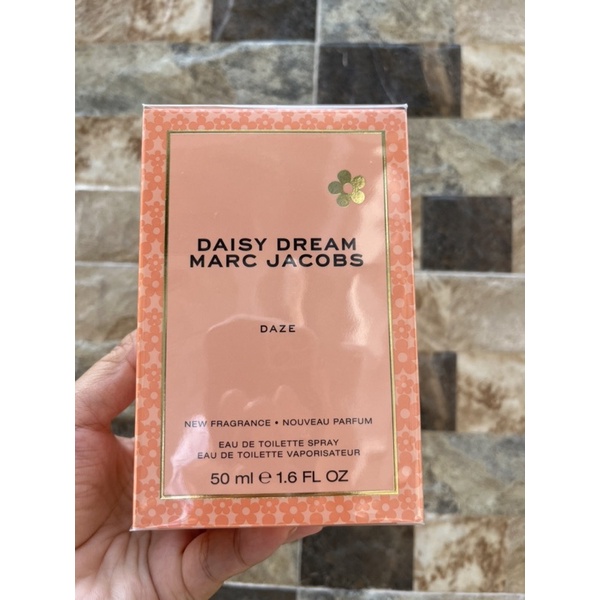 DAISY DREAM
MARC JACOBS
DAZE
NEW FRAGRANCE • NOUVEAU PARFUM
EAU DE TOILETTE SPRAY
EAU DE TOILETTE VAPORISATEUR
50 ml ℮ 1.6 FL OZ